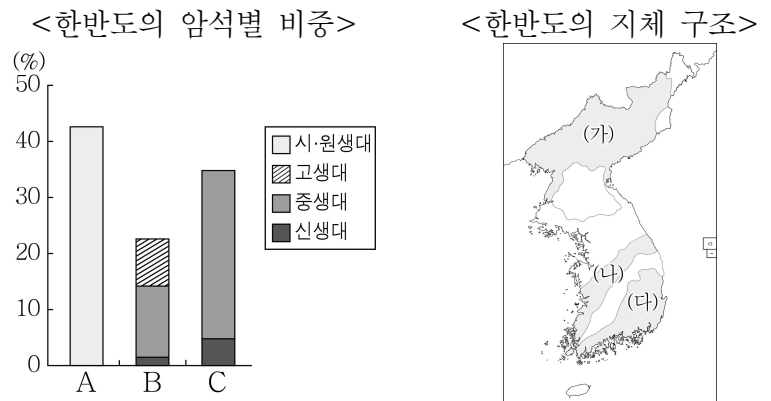 <한반도의 암석별 비중>
(%)
50
40
30
20
10
0
A B C
시·원생대
고생대
중생대
신생대
<한반도의 지체 구조>
(가)
(나)
(다)